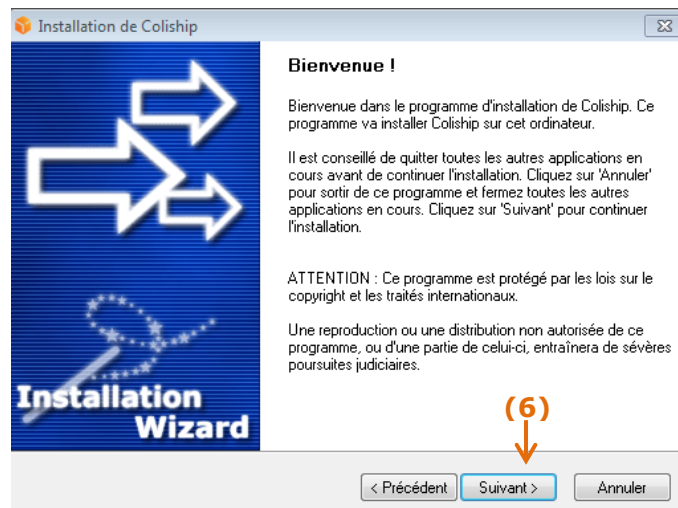 Installation de Coliship
Bienvenue !
Bienvenue dans le programme d'installation de Coliship. Ce
programme va installer Coliship sur cet ordinateur.
Il est conseillé de quitter toutes les autres applications en
cours avant de continuer l'installation. Cliquez sur 'Annuler'
pour sortir de ce programme et fermez toutes les autres
applications en cours. Cliquez sur 'Suivant' pour continuer
l'installation.
ATTENTION : Ce programme est protégé par les lois sur le
copyright et les traités internationaux.
Une reproduction ou une distribution non autorisée de ce
programme, ou d'une partie de celui-ci, entraînera de sévères
poursuites judiciaires.
Installation
Wizard
(6)
< Précédent
Suivant >
Annuler